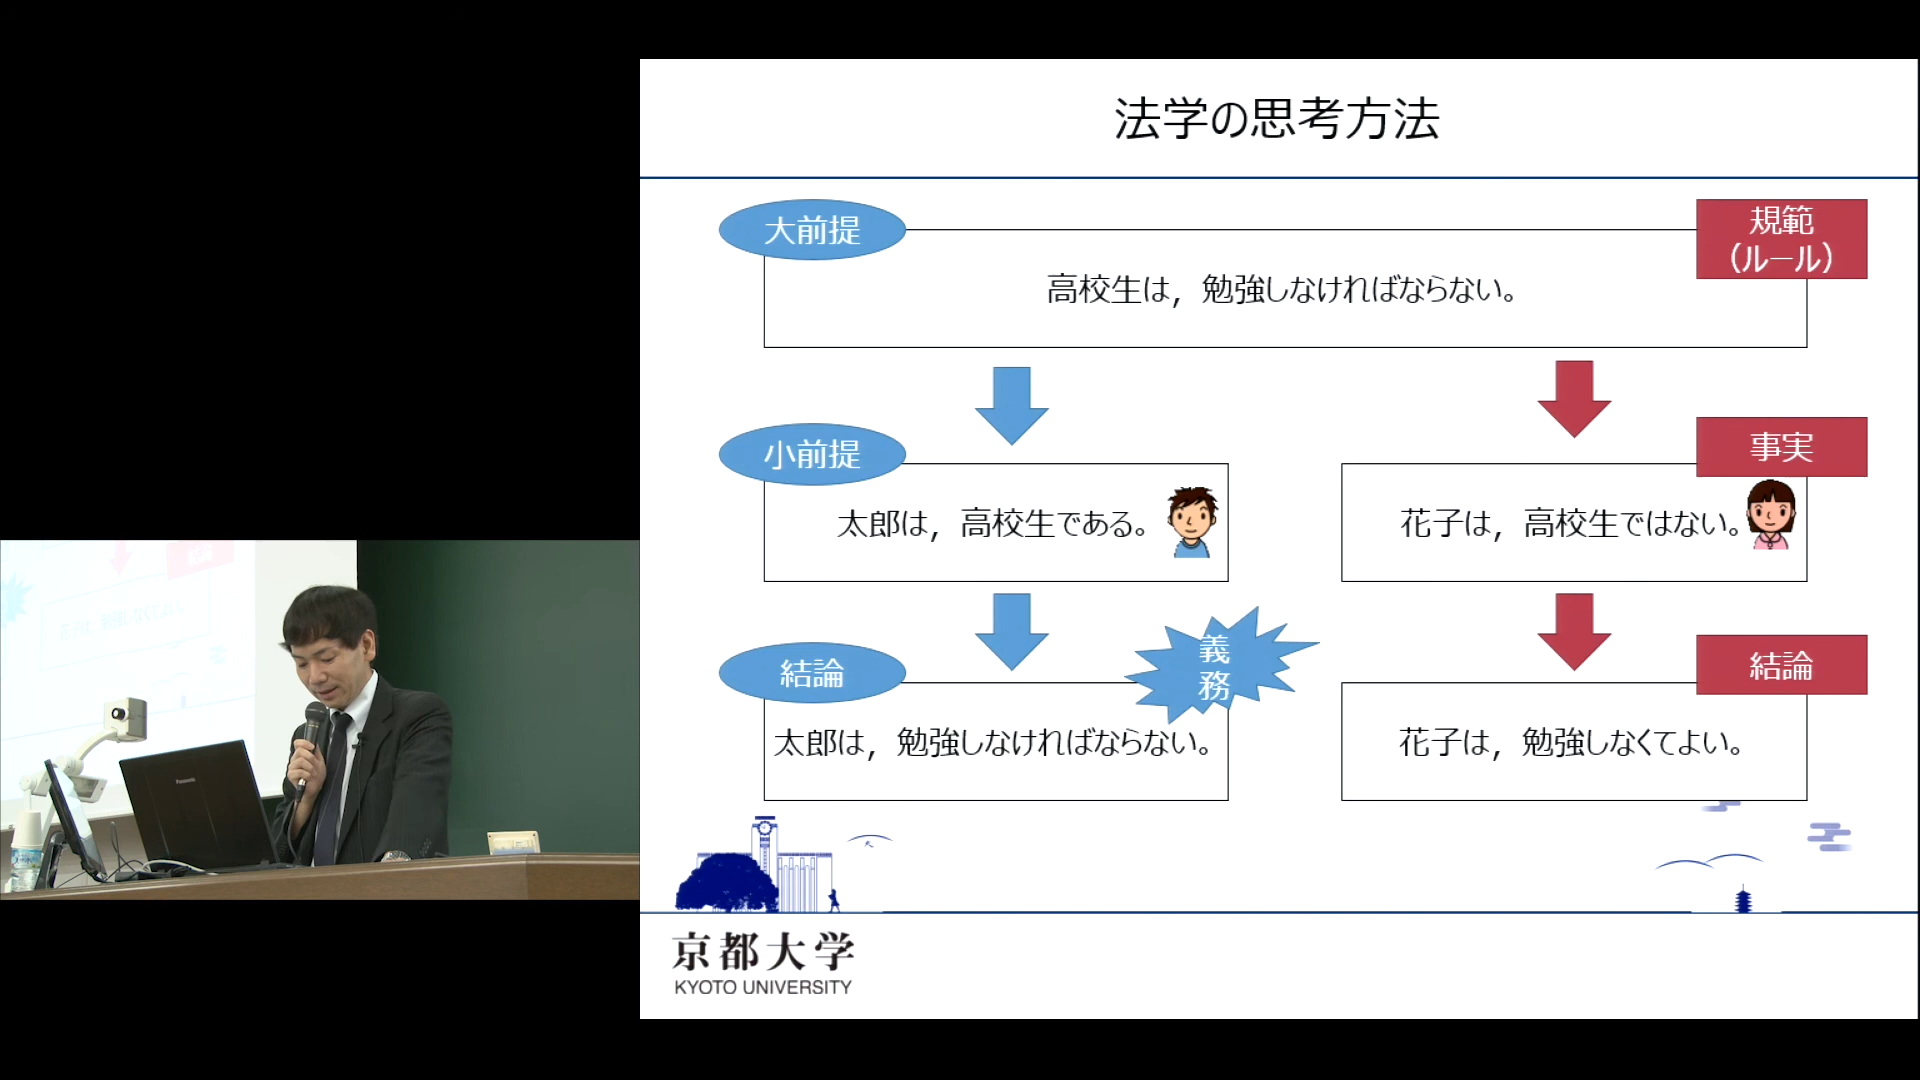 法学の思考方法
大前提
規範
（ルール）
高校生は，勉強しなければならない。
小前提
事実
太郎は，高校生である。
花子は，高校生ではない。
義
務
結論
結論
太郎は，勉強しなければならない。
花子は，勉強しなくてよい。
京都大学
KYOTO UNIVERSITY
Panasonic